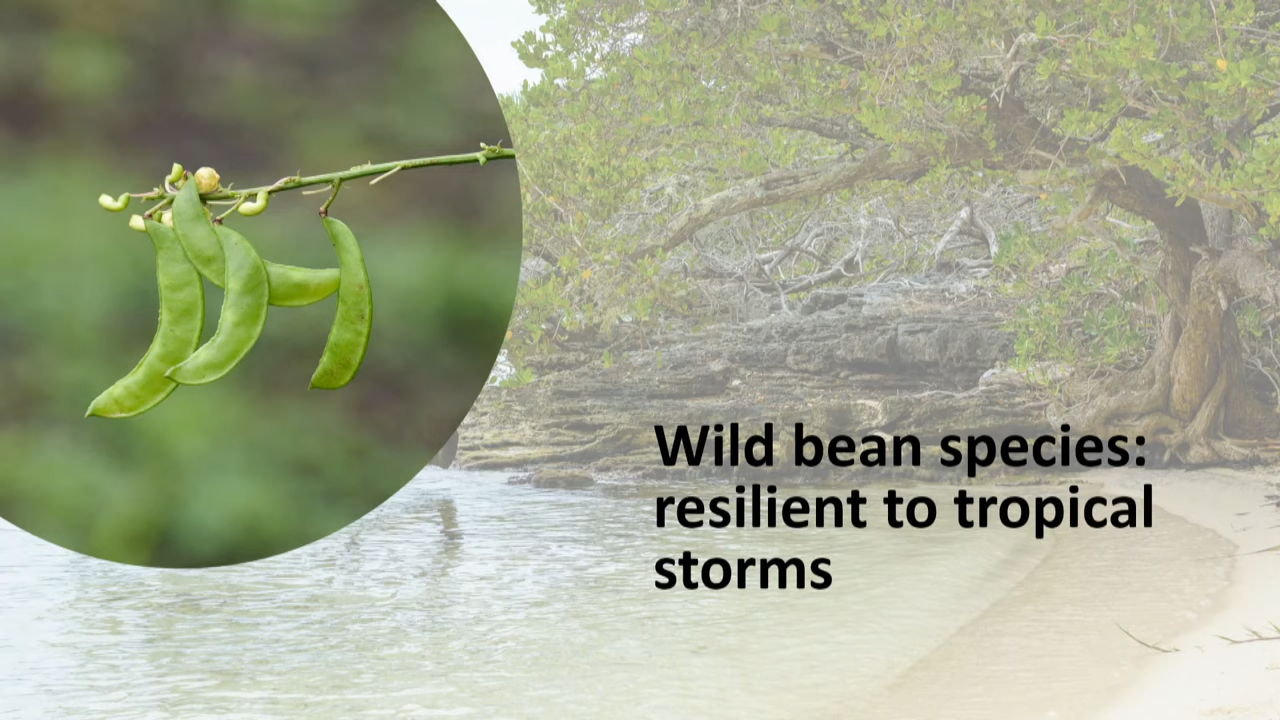 Wild bean species:
resilient to tropical
storms